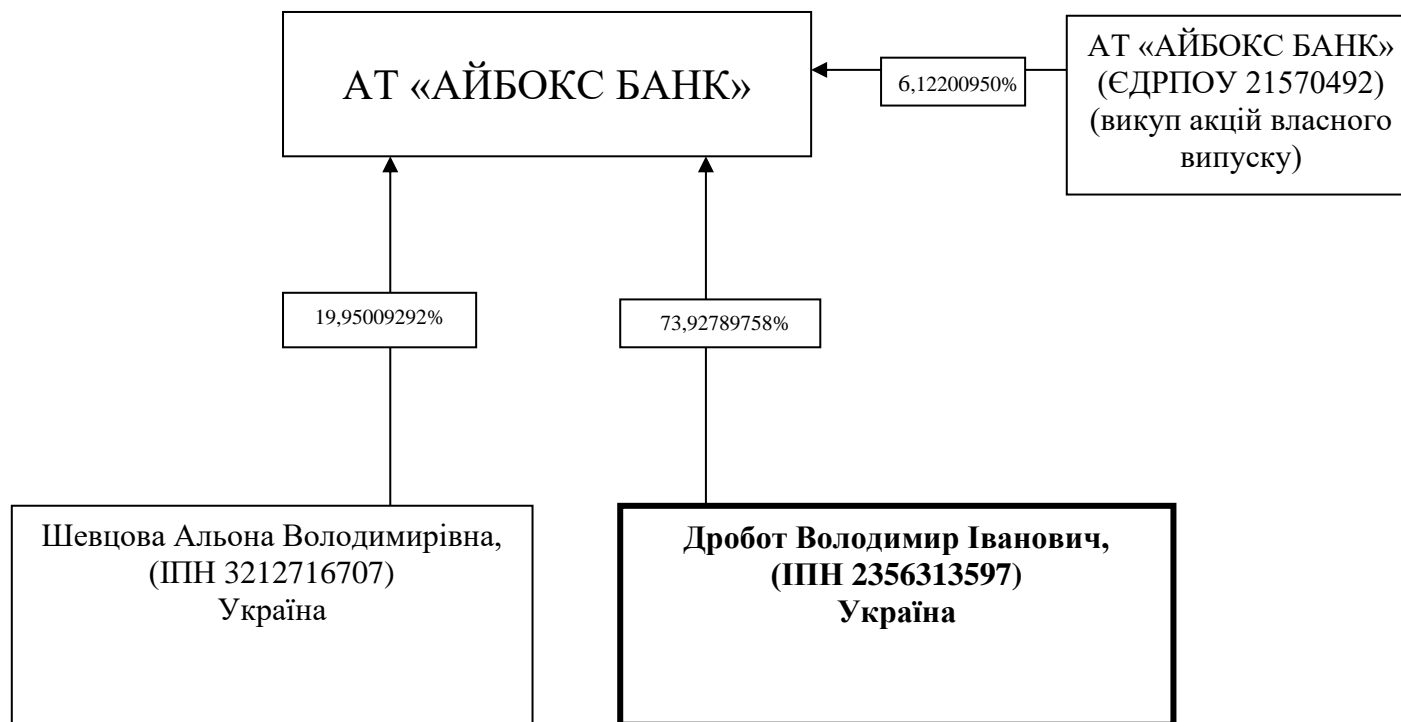 АТ «АЙБОКС БАНК»
6,12200950%
АТ «АЙБОКС БАНК»
(ЄДРПОУ 21570492)
(викуп акцій власного
випуску)
19,95009292%
73,92789758%
Шевцова Альона Володимирівна,
(ІПН 3212716707)
Україна
Дробот Володимир Іванович,
(ІПН 2356313597)
Україна